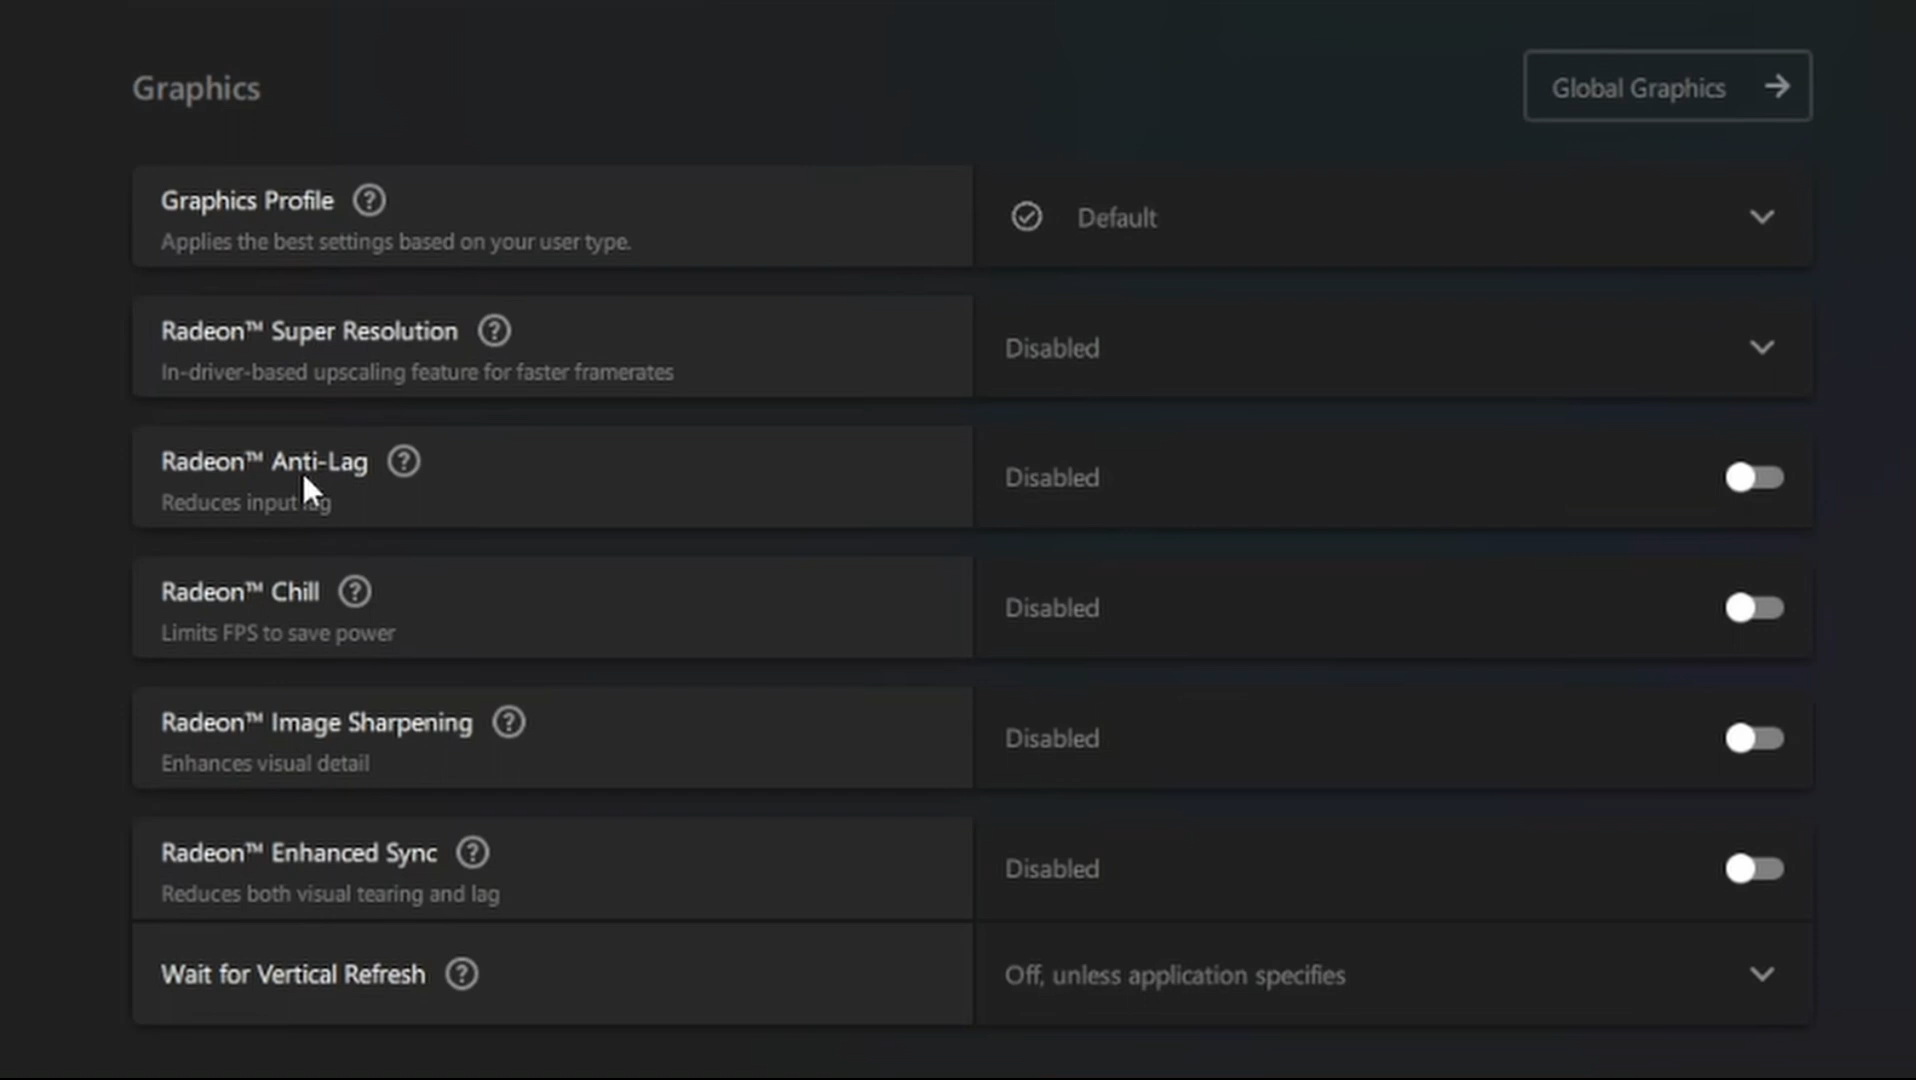 Graphics
Global Graphics
Graphics Profile
Applies the best settings based on your user type.
Default
Radeon™ Super Resolution
In-driver-based upscaling feature for faster framerates
Disabled
Radeon™ Anti-Lag
Reduces input lag
Disabled
Radeon™ Chill
Limits FPS to save power
Disabled
Radeon™ Image Sharpening
Enhances visual detail
Disabled
Radeon™ Enhanced Sync
Reduces both visual tearing and lag
Disabled
Wait for Vertical Refresh
Off, unless application specifies